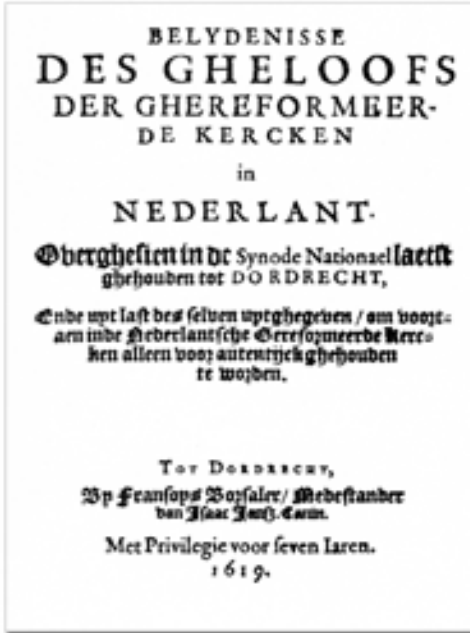 BELYDENISSE
DES GHELOOFS
DER GHEREFORMEER-
DE KERCKEN
in
NEDERLANT.
Overghesien in de Synode Nationael laetst
ghehouden tot DORDRECHT,
Ende uyt last des selven uytghegeven / om voort-
aen inde Nederlantsche Gereformeerde Kerc-
ken alleen voor autentijck ghehouden
te worden.
TOT DORDRECHT,
By Fransoys Borsaler / Medestander
van Isaac Jansz. Canin.
Met Privilegie voor seven Iaren.
1619.